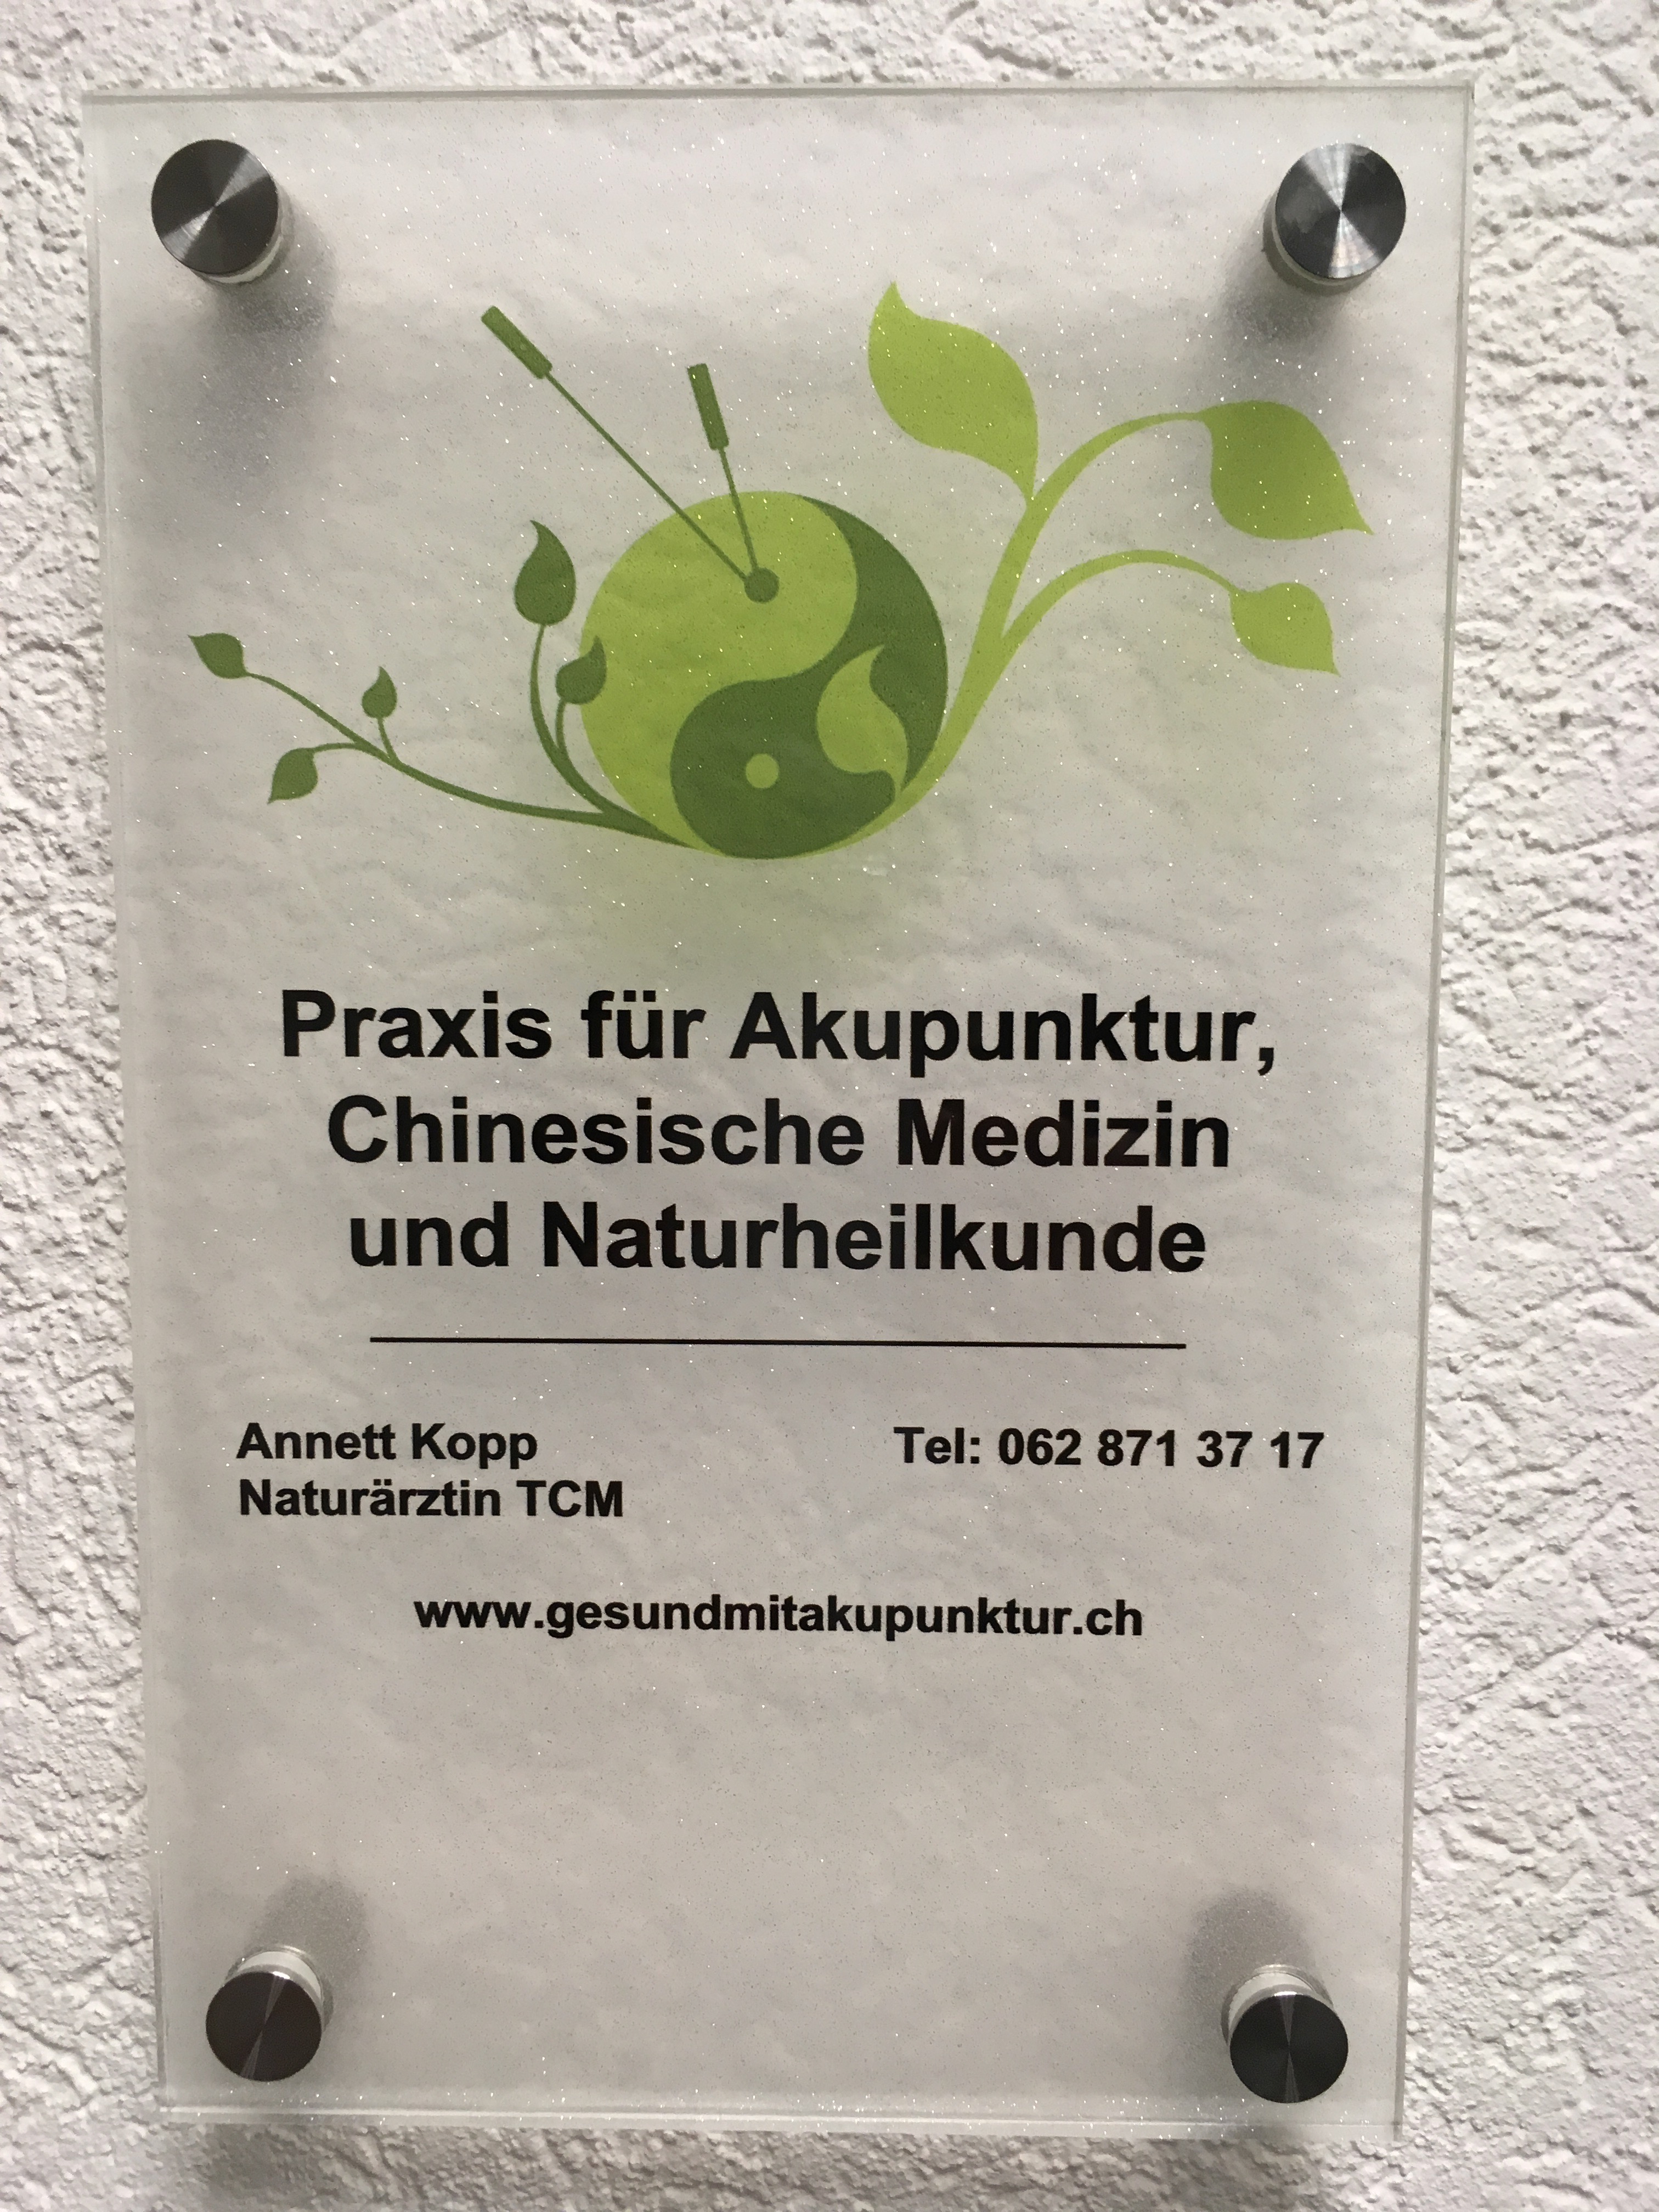 Praxis für Akupunktur,
Chinesische Medizin
und Naturheilkunde
Annett Kopp
Naturärztin TCM
Tel: 062 871 37 17
www.gesundmitakupunktur.ch